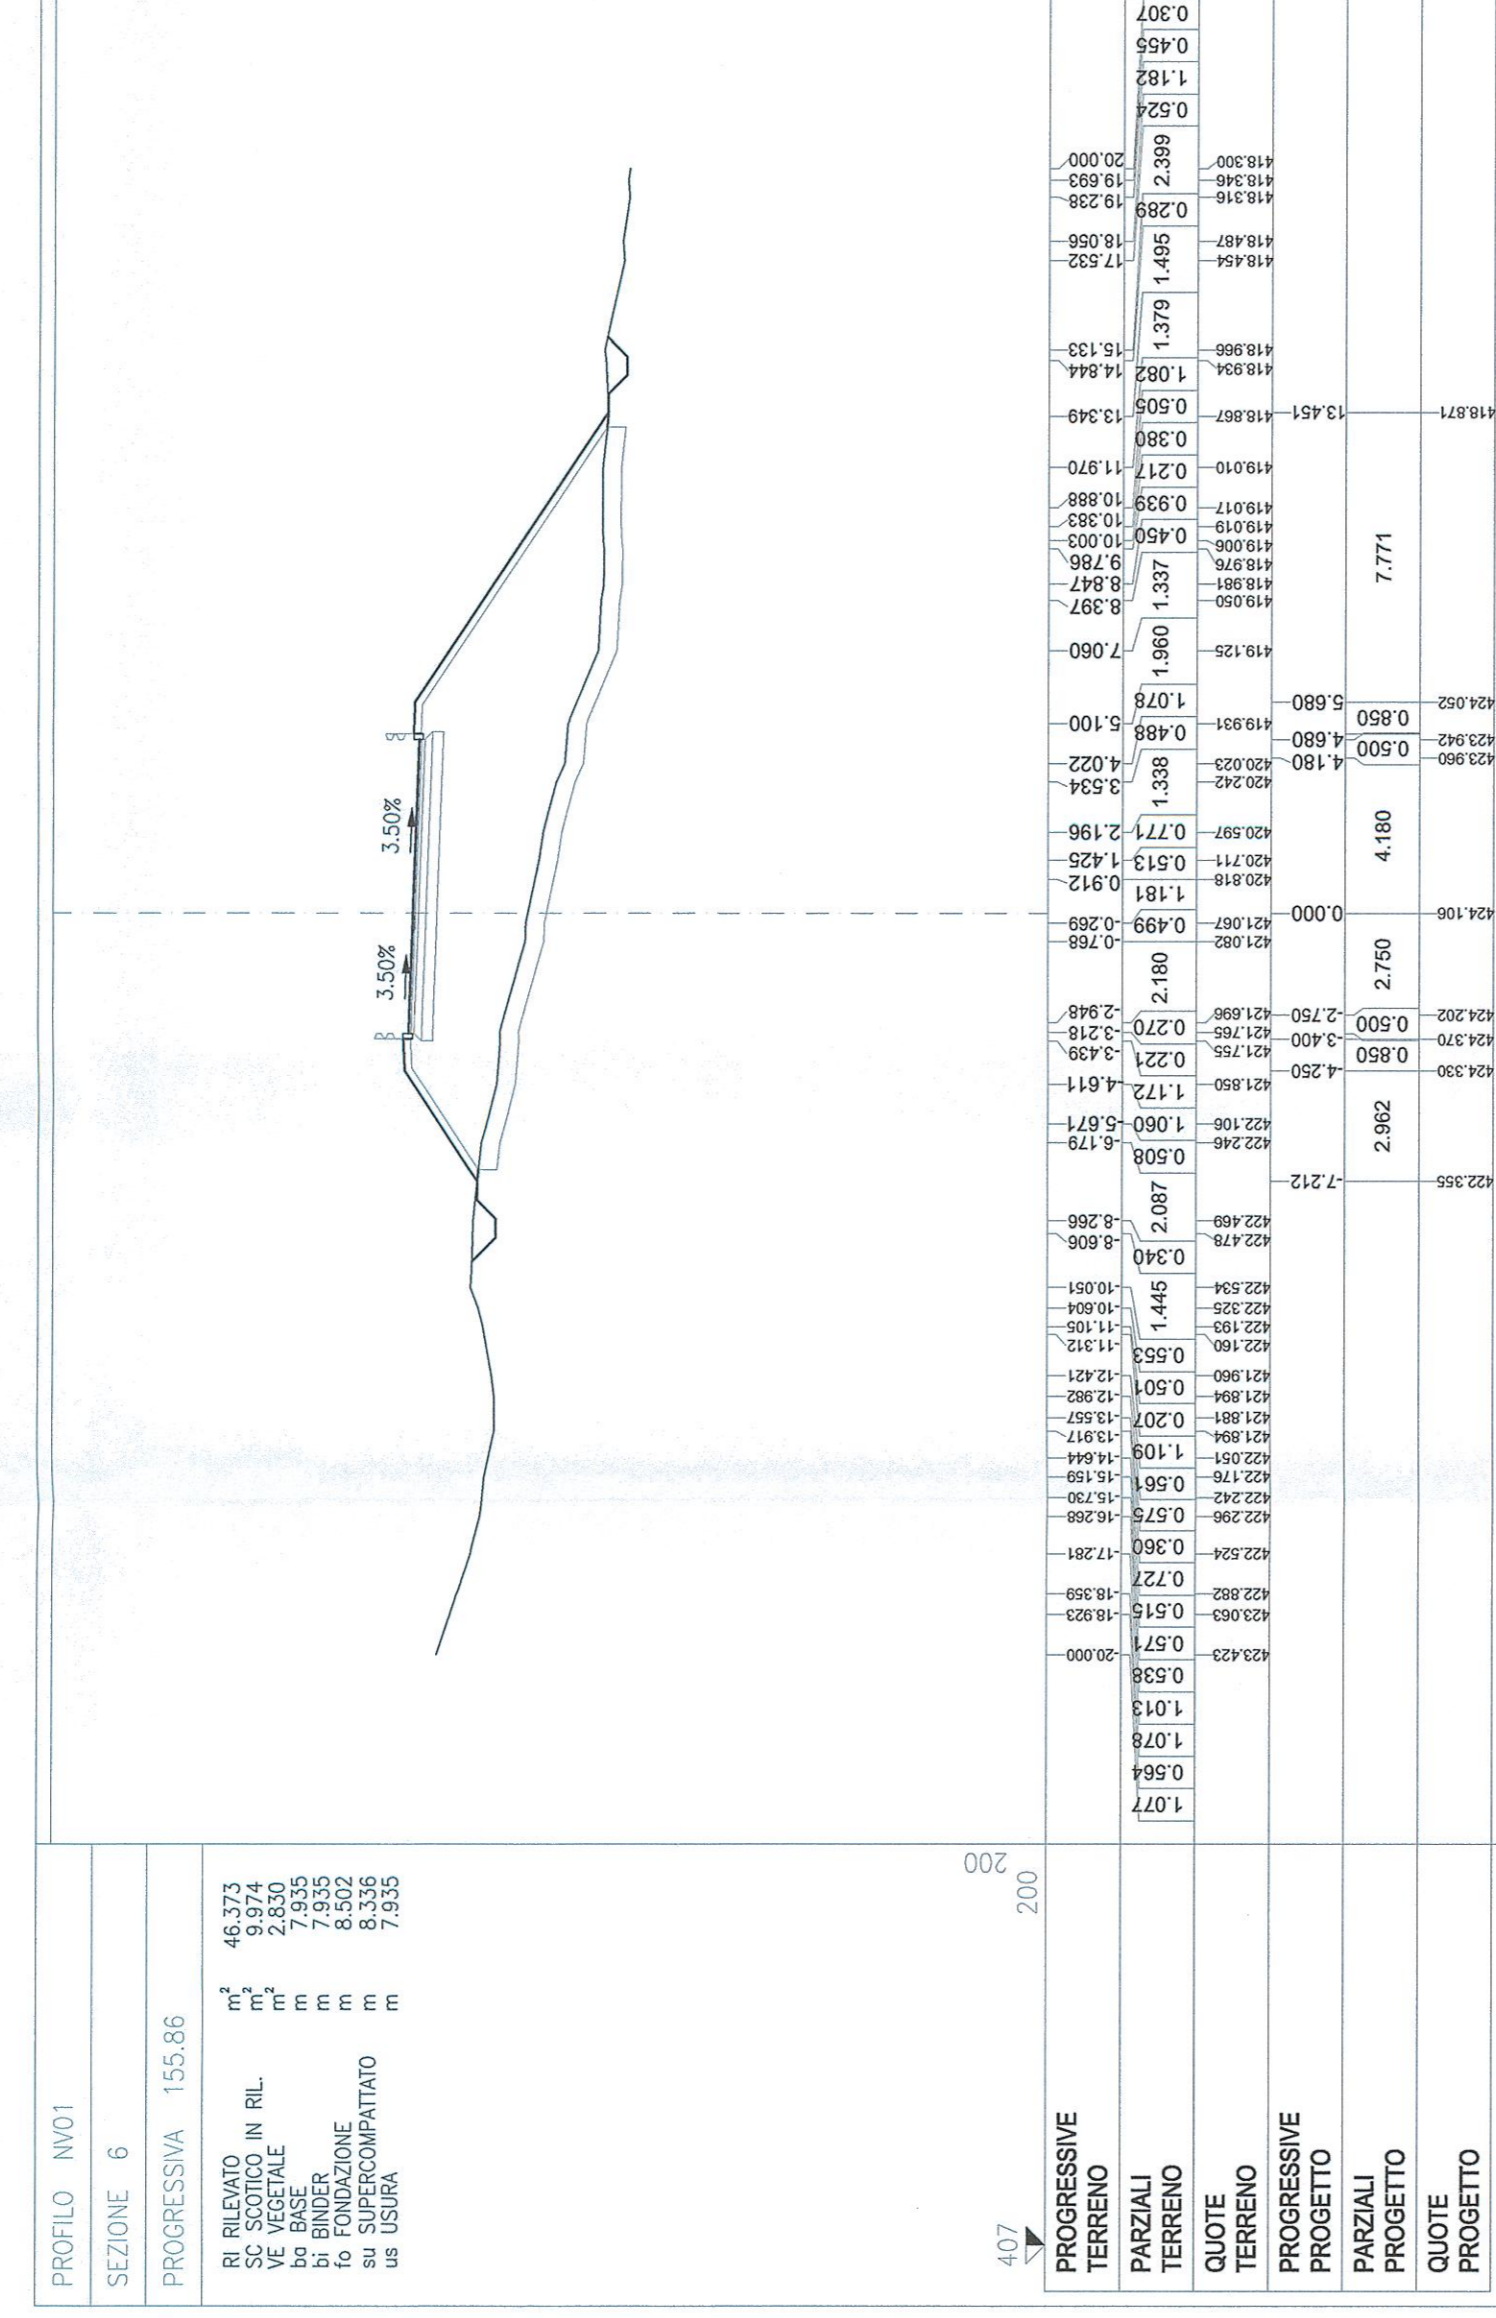 PROFILO NV01
SEZIONE 6
PROGRESSIVA 155.86
RI RILEVATO m² 46.373
SC SCOTICO IN RIL. m² 9.974
VE VEGETALE m² 2.830
ba BASE m 7.935
bi BINDER m 7.935
fo FONDAZIONE m 8.502
su SUPERCOMPATTATO m 8.336
us USURA m 7.935
3.50% 3.50%
200
200
407
PROGRESSIVE TERRENO -20.000 -18.923 -18.359 -17.281 -16.268 -15.730 -15.159 -14.644 -13.917 -13.557 -12.982 -12.421 -11.312 -11.105 -10.604 -10.051 -8.606 -8.266 -6.179 -5.671 -4.611 -3.439 -3.218 -2.948 -0.768 -0.269 0.912 1.425 2.196 3.534 4.022 5.100 7.060 8.397 8.847 9.786 10.003 10.383 10.888 11.970 13.349 14.844 15.133 17.532 18.056 19.238 19.693 20.000
PARZIALI TERRENO 1.077 0.564 1.078 1.013 0.538 0.571 0.515 0.727 0.360 0.575 0.561 1.109 0.207 0.501 0.553 1.445 0.340 2.087 0.508 1.060 1.172 0.221 0.270 2.180 0.499 1.181 0.513 0.771 1.338 0.488 1.078 1.960 1.337 0.450 0.939 0.217 0.380 0.505 1.082 1.379 1.495 0.289 2.399 0.524 1.182 0.455 0.307
QUOTE TERRENO 423.423 423.063 422.882 422.524 422.296 422.242 422.176 422.051 421.894 421.881 421.894 421.960 422.160 422.193 422.325 422.534 422.478 422.469 422.246 422.106 421.850 421.755 421.765 421.696 421.082 421.067 420.818 420.711 420.597 420.242 420.023 419.931 419.125 419.050 418.981 418.976 419.006 419.019 419.017 419.010 418.867 418.934 418.966 418.454 418.487 418.316 418.346 418.300
PROGRESSIVE PROGETTO -7.212 -4.250 -3.400 -2.750 0.000 4.180 4.680 5.680 13.451
PARZIALI PROGETTO 2.962 0.850 0.500 2.750 4.180 0.500 0.850 7.771
QUOTE PROGETTO 422.355 424.330 424.370 424.202 424.106 423.960 423.942 424.052 418.871